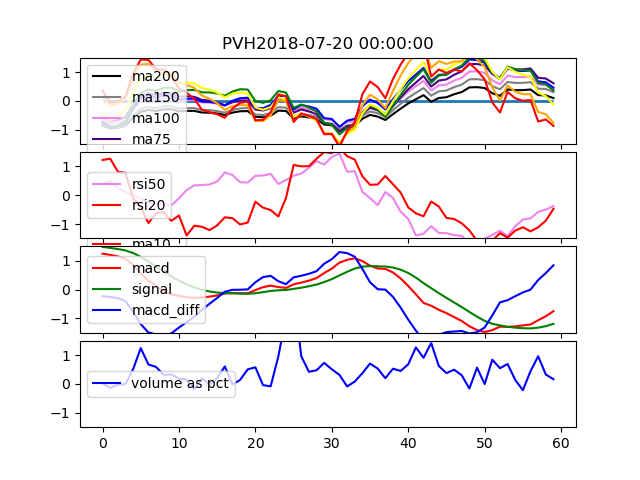 PVH2018-07-20 00:00:00
1
0
−1
ma200
ma150
ma100
ma75
1
0
−1
rsi50
rsi20
ma10
1
0
−1
macd
signal
macd_diff
1
0
−1
volume as pct
0 10 20 30 40 50 60